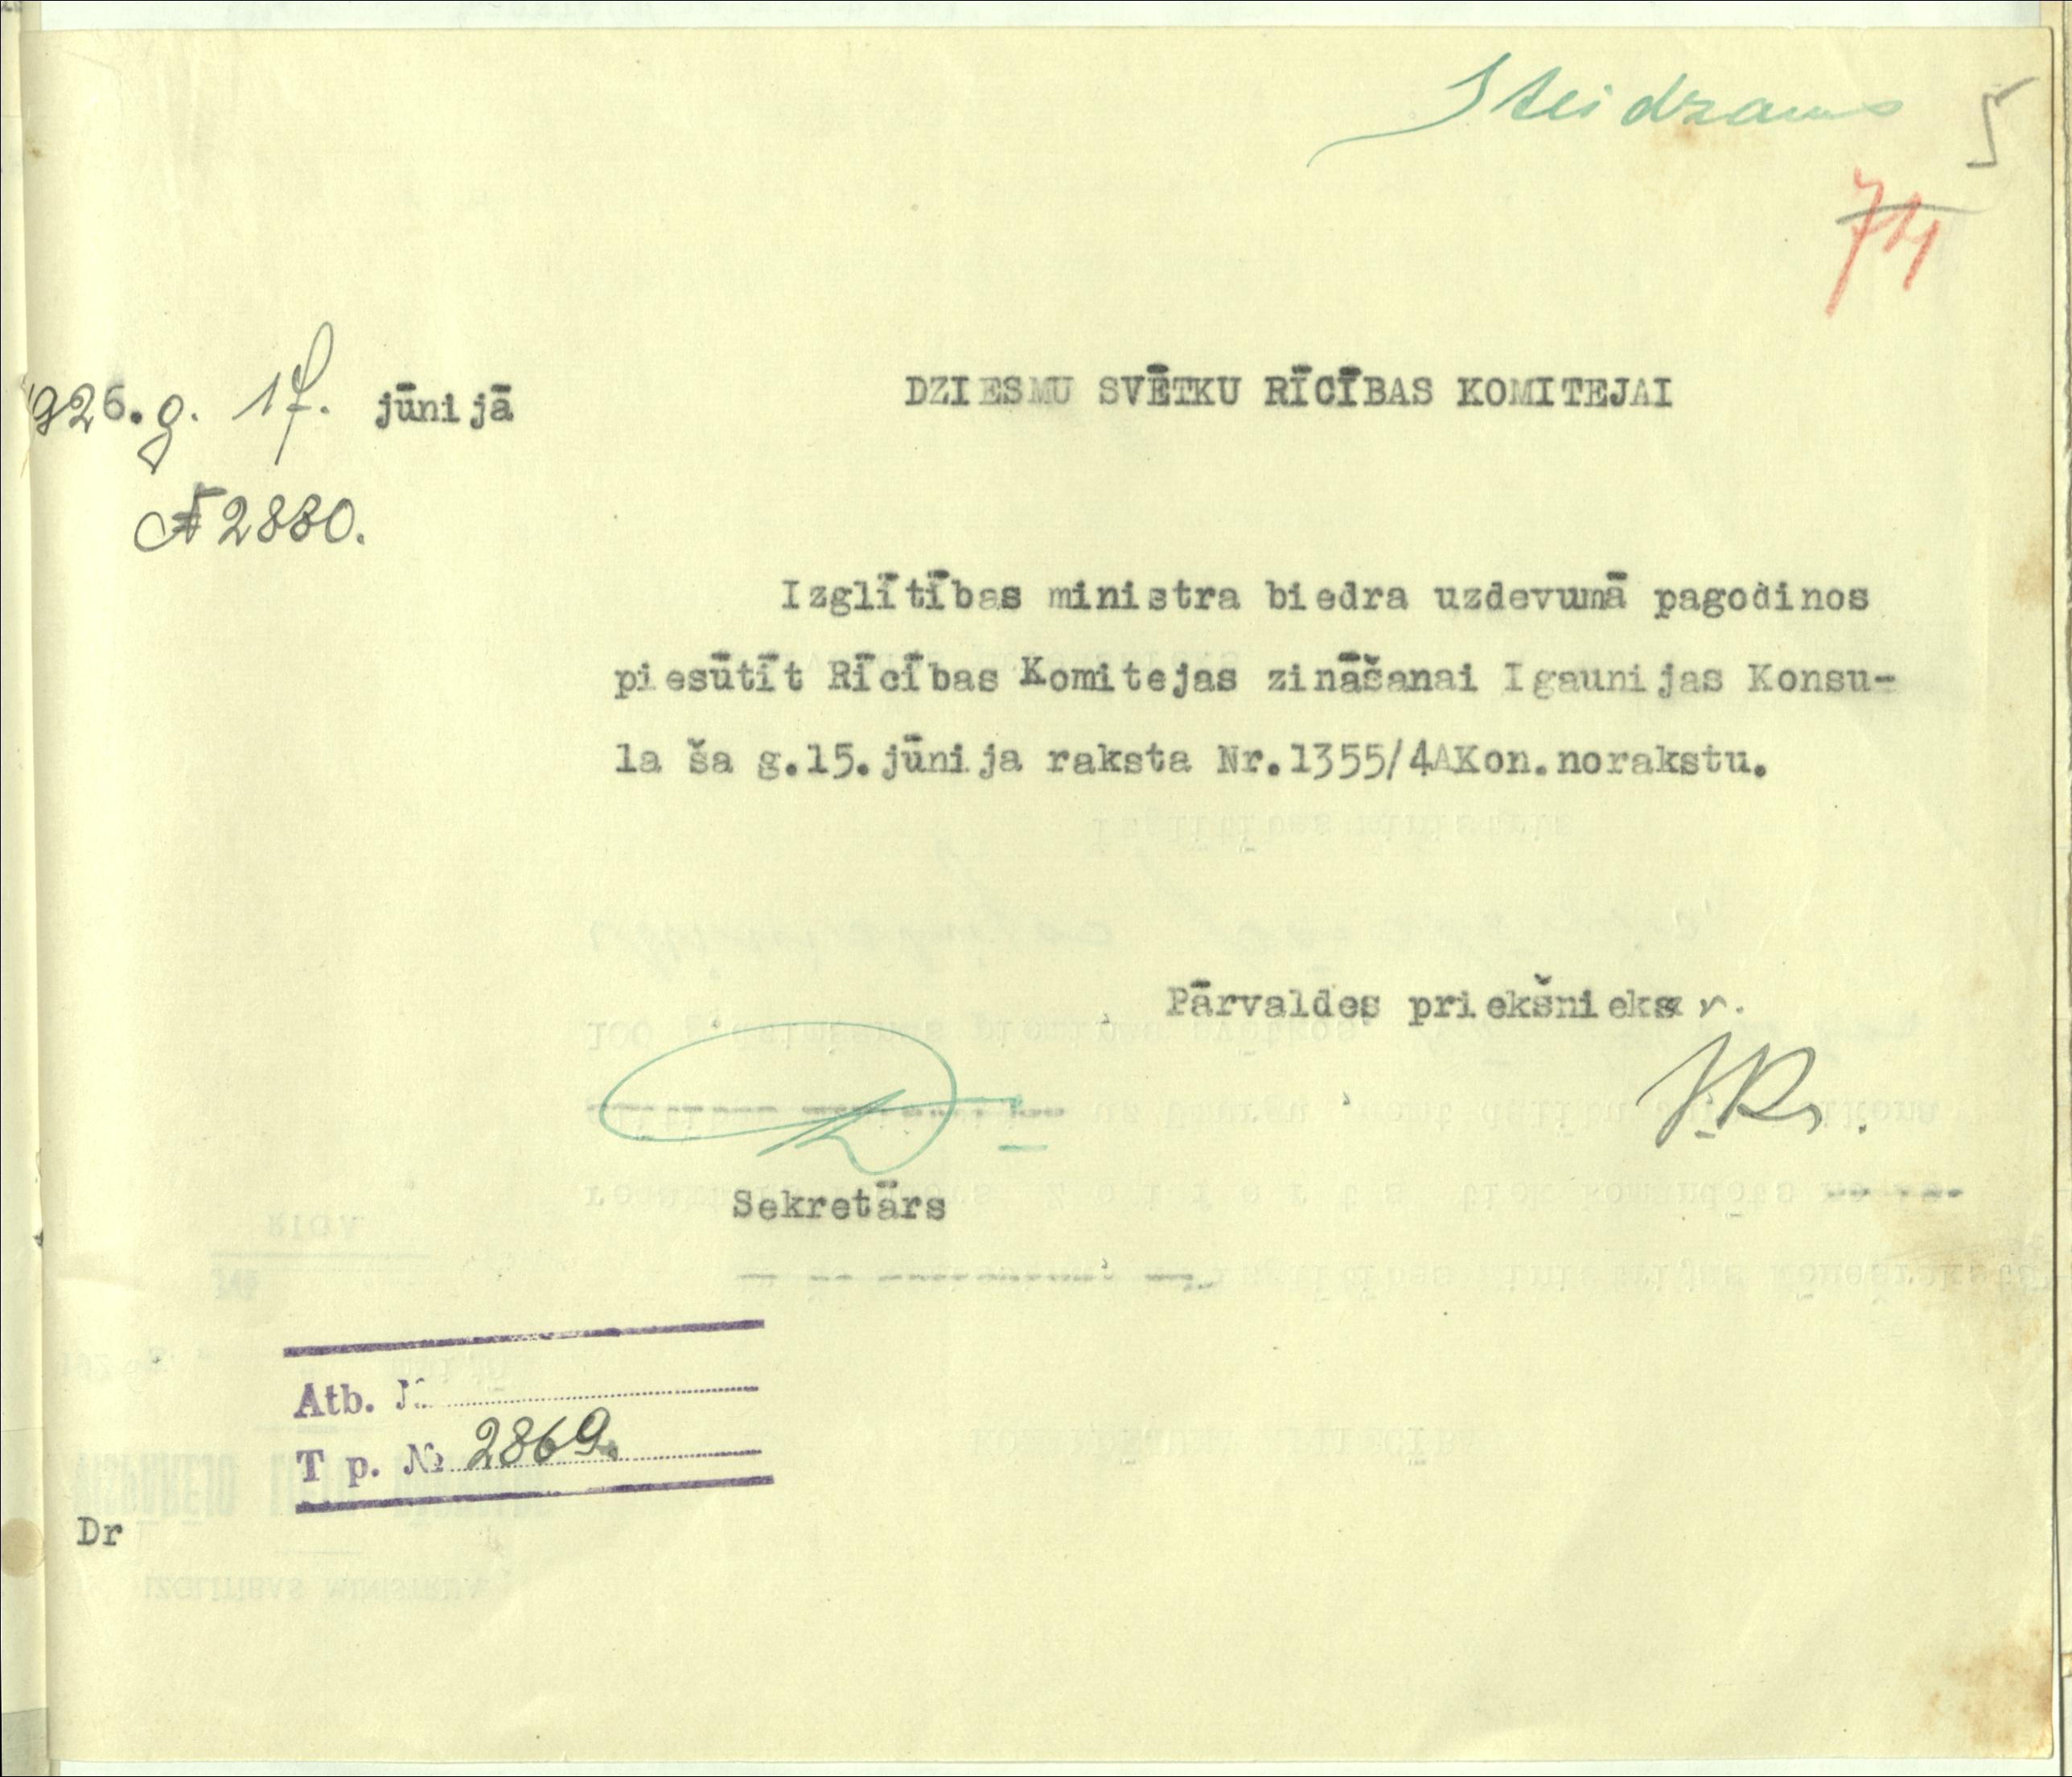 Steidzams
5
74
1926. g. 17. jūnijā
DZIESMU SVĒTKU RĪCĪBAS KOMITEJAI
№ 2880.
Izglītības ministra biedra uzdevumā pagodinos
piesūtīt Rīcības Komitejas zināšanai Igaunijas Konsu-
la ša g.15.jūnija raksta Nr.1355/4AKon.norakstu.
Pārvaldes priekšnieks v.
Sekretārs
Atb. №
T p. № 2869.
Dr